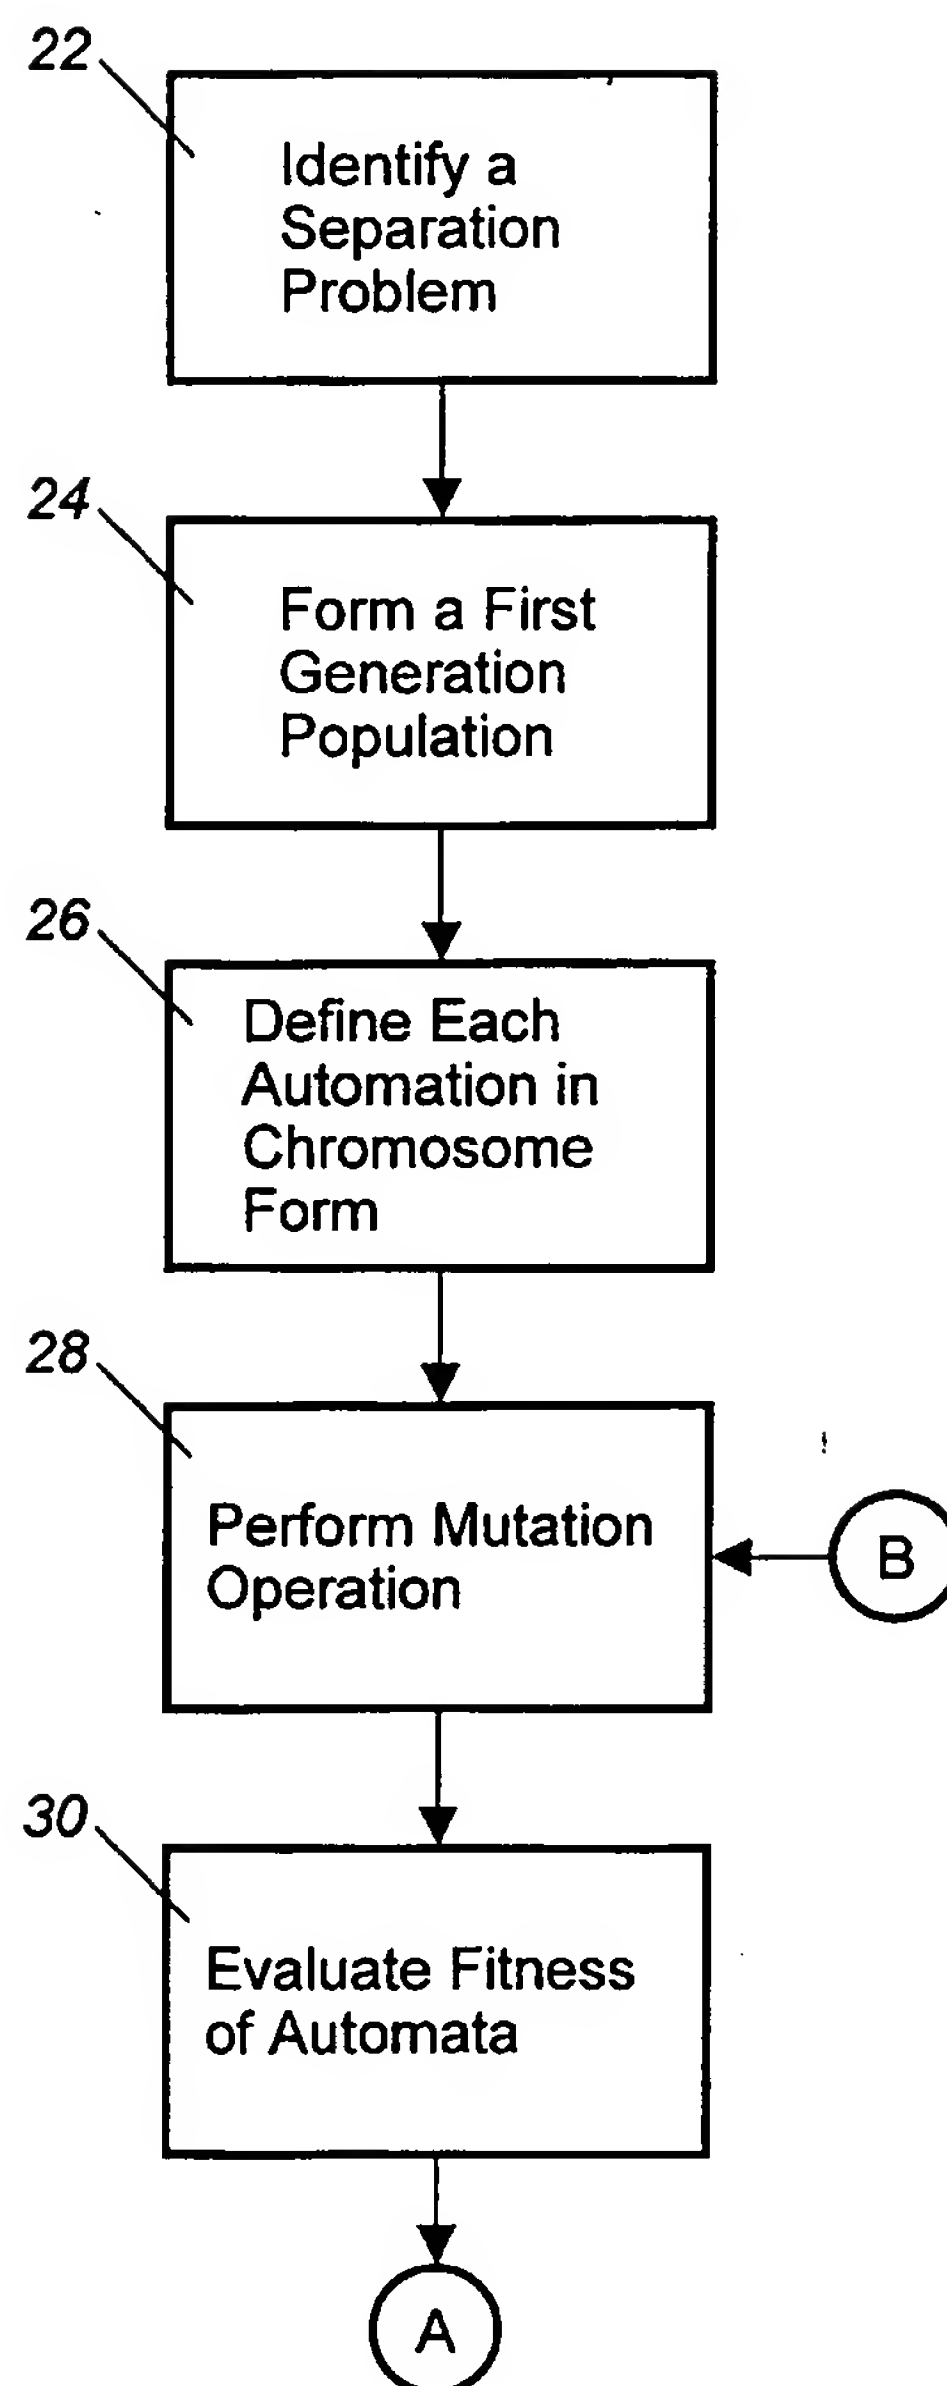 22
Identify a
Separation
Problem
24
Form a First
Generation
Population
26
Define Each
Automation in
Chromosome
Form
28
Perform Mutation
Operation
B
30
Evaluate Fitness
of Automata
A